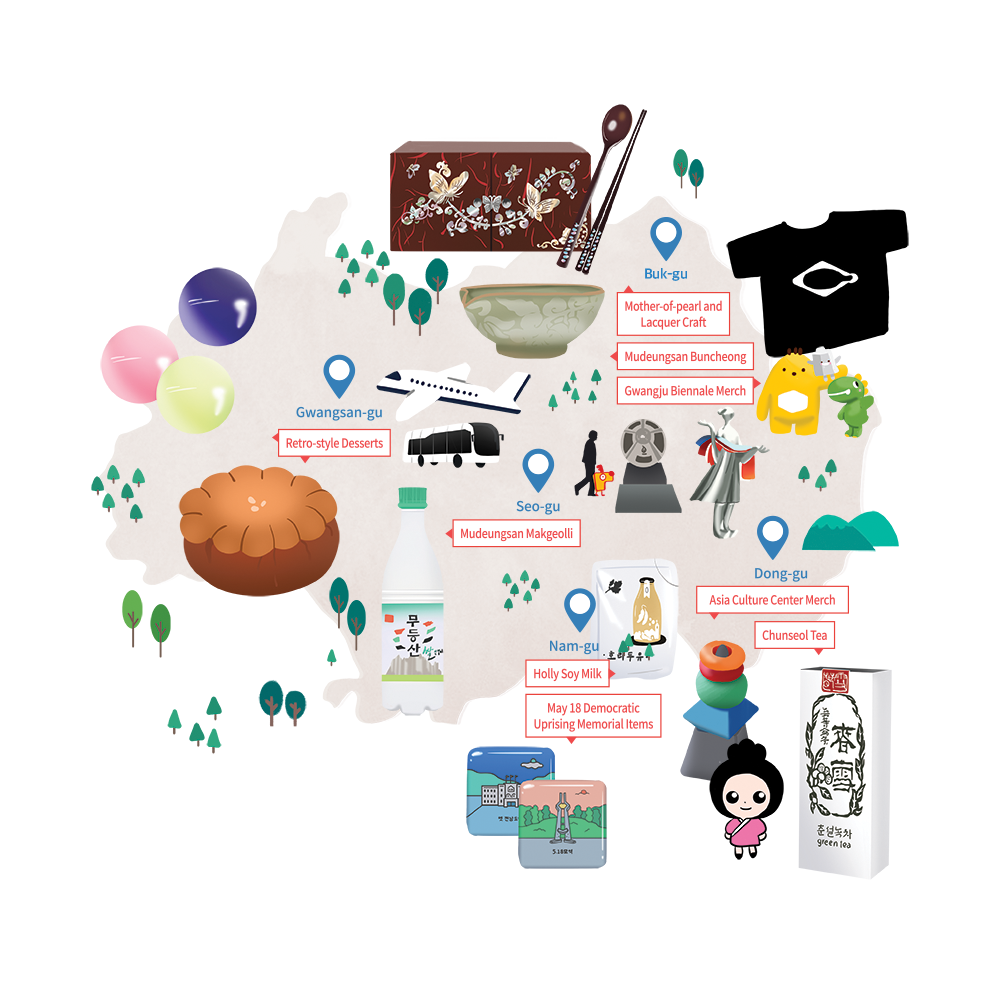 Buk-gu
Mother-of-pearl and
Lacquer Craft
Mudeungsan Buncheong
Gwangju Biennale Merch
Gwangsan-gu
Retro-style Desserts
Seo-gu
Mudeungsan Makgeolli
무
등
산
쌀
Dong-gu
Asia Culture Center Merch
Chunseol Tea
Nam-gu
Holly Soy Milk
May 18 Democratic
Uprising Memorial Items
춘설녹차
green tea
春
雪